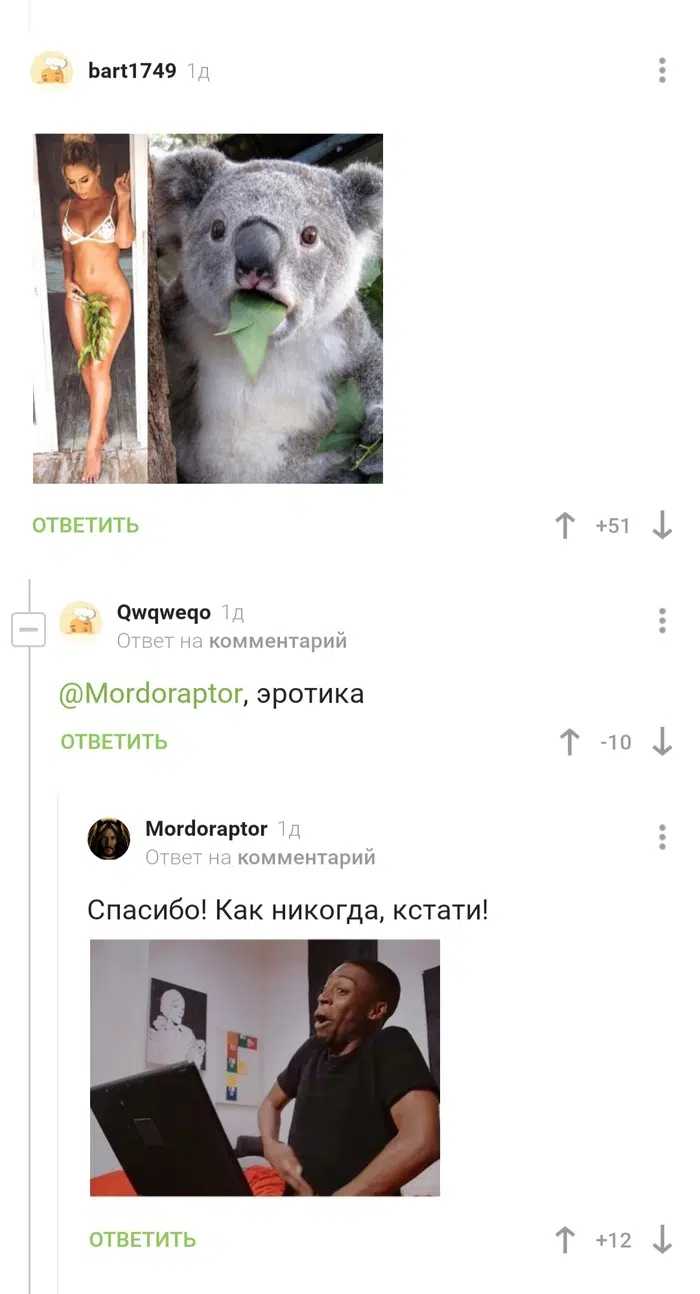 bart1749 1д
ОТВЕТИТЬ
+51
Qwqweqo 1д
Ответ на комментарий
@Mordoraptor, эротика
ОТВЕТИТЬ
-10
Mordoraptor 1д
Ответ на комментарий
Спасибо! Как никогда, кстати!
ОТВЕТИТЬ
+12